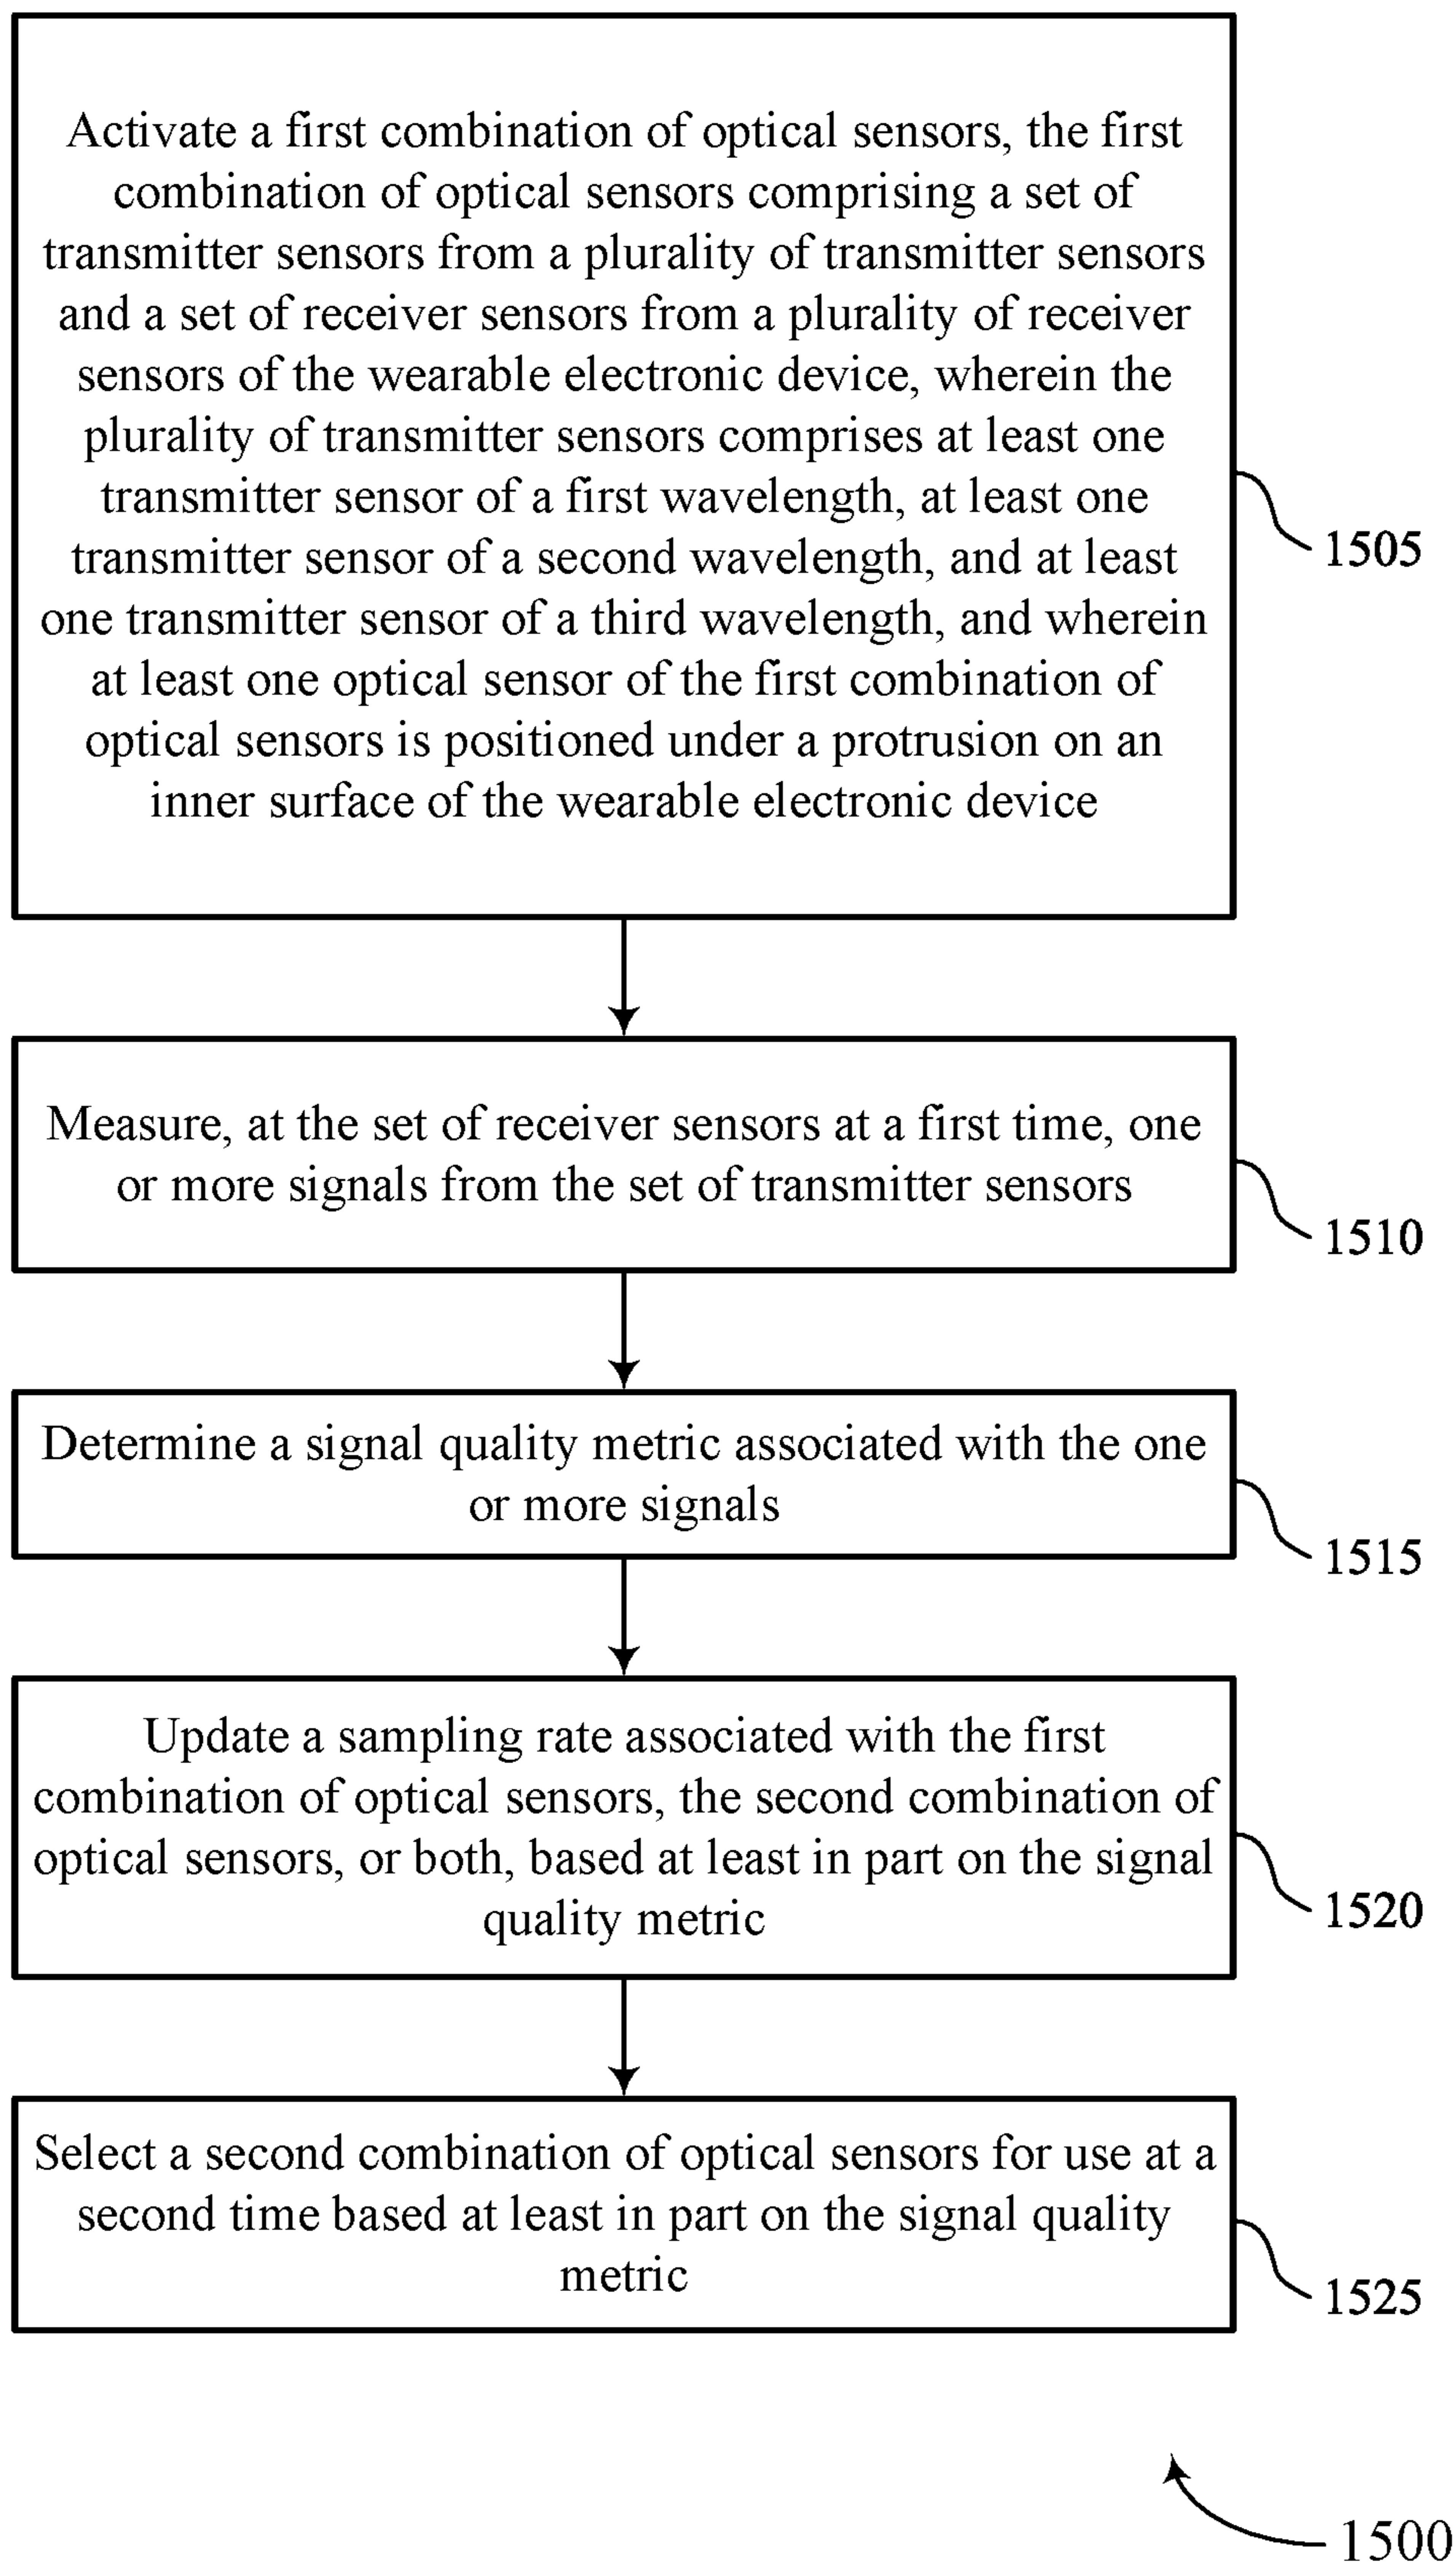 Activate a first combination of optical sensors, the first
combination of optical sensors comprising a set of
transmitter sensors from a plurality of transmitter sensors
and a set of receiver sensors from a plurality of receiver
sensors of the wearable electronic device, wherein the
plurality of transmitter sensors comprises at least one
transmitter sensor of a first wavelength, at least one
transmitter sensor of a second wavelength, and at least
one transmitter sensor of a third wavelength, and wherein
at least one optical sensor of the first combination of
optical sensors is positioned under a protrusion on an
inner surface of the wearable electronic device
1505
Measure, at the set of receiver sensors at a first time, one
or more signals from the set of transmitter sensors
1510
Determine a signal quality metric associated with the one
or more signals
1515
Update a sampling rate associated with the first
combination of optical sensors, the second combination of
optical sensors, or both, based at least in part on the signal
quality metric
1520
Select a second combination of optical sensors for use at a
second time based at least in part on the signal quality
metric
1525
1500